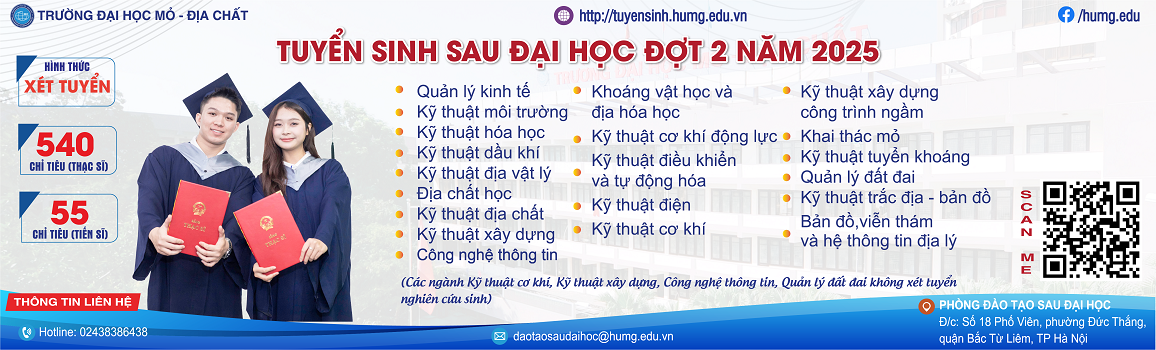 TRƯỜNG ĐẠI HỌC MỎ - ĐỊA CHẤT
http://tuyensinh.humg.edu.vn
/humg.edu
TUYỂN SINH SAU ĐẠI HỌC ĐỢT 2 NĂM 2025
HÌNH THỨC
XÉT TUYỂN
540
CHỈ TIÊU (THẠC SĨ)
55
CHỈ TIÊU (TIẾN SĨ)
Quản lý kinh tế
Kỹ thuật môi trường
Kỹ thuật hóa học
Kỹ thuật dầu khí
Kỹ thuật địa vật lý
Địa chất học
Kỹ thuật địa chất
Kỹ thuật xây dựng
Công nghệ thông tin
Khoáng vật học và
địa hóa học
Kỹ thuật cơ khí động lực
Kỹ thuật điều khiển
và tự động hóa
Kỹ thuật điện
Kỹ thuật cơ khí
Kỹ thuật xây dựng
công trình ngầm
Khai thác mỏ
Kỹ thuật tuyển khoáng
Quản lý đất đai
Kỹ thuật trắc địa - bản đồ
Bản đồ,viễn thám
và hệ thông tin địa lý
(Các ngành Kỹ thuật cơ khí, Kỹ thuật xây dựng, Công nghệ thông tin, Quản lý đất đai không xét tuyển
nghiên cứu sinh)
SCAN ME
THẠC SĨ
THẠC SĨ
THÔNG TIN LIÊN HỆ
Hotline: 02438386438
daotaosaudaihoc@humg.edu.vn
PHÒNG ĐÀO TẠO SAU ĐẠI HỌC
Đ/c: Số 18 Phố Viên, phường Đức Thắng,
quận Bắc Từ Liêm, TP Hà Nội